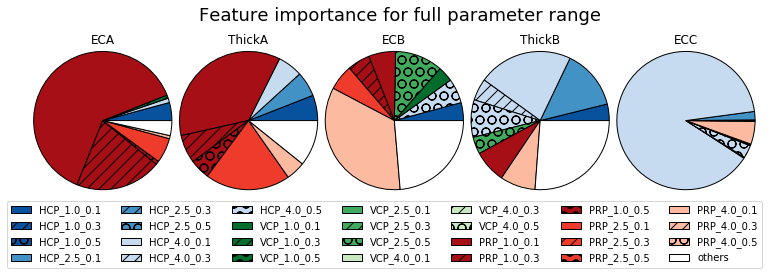 Feature importance for full parameter range
ECA ThickA ECB ThickB ECC
HCP_1.0_0.1 HCP_2.5_0.3 HCP_4.0_0.5 VCP_2.5_0.1 VCP_4.0_0.3 PRP_1.0_0.5 PRP_4.0_0.1
HCP_1.0_0.3 HCP_2.5_0.5 VCP_1.0_0.1 VCP_2.5_0.3 VCP_4.0_0.5 PRP_2.5_0.1 PRP_4.0_0.3
HCP_1.0_0.5 HCP_4.0_0.1 VCP_1.0_0.3 VCP_2.5_0.5 PRP_1.0_0.1 PRP_2.5_0.3 PRP_4.0_0.5
HCP_2.5_0.1 HCP_4.0_0.3 VCP_1.0_0.5 VCP_4.0_0.1 PRP_1.0_0.3 PRP_2.5_0.5 others